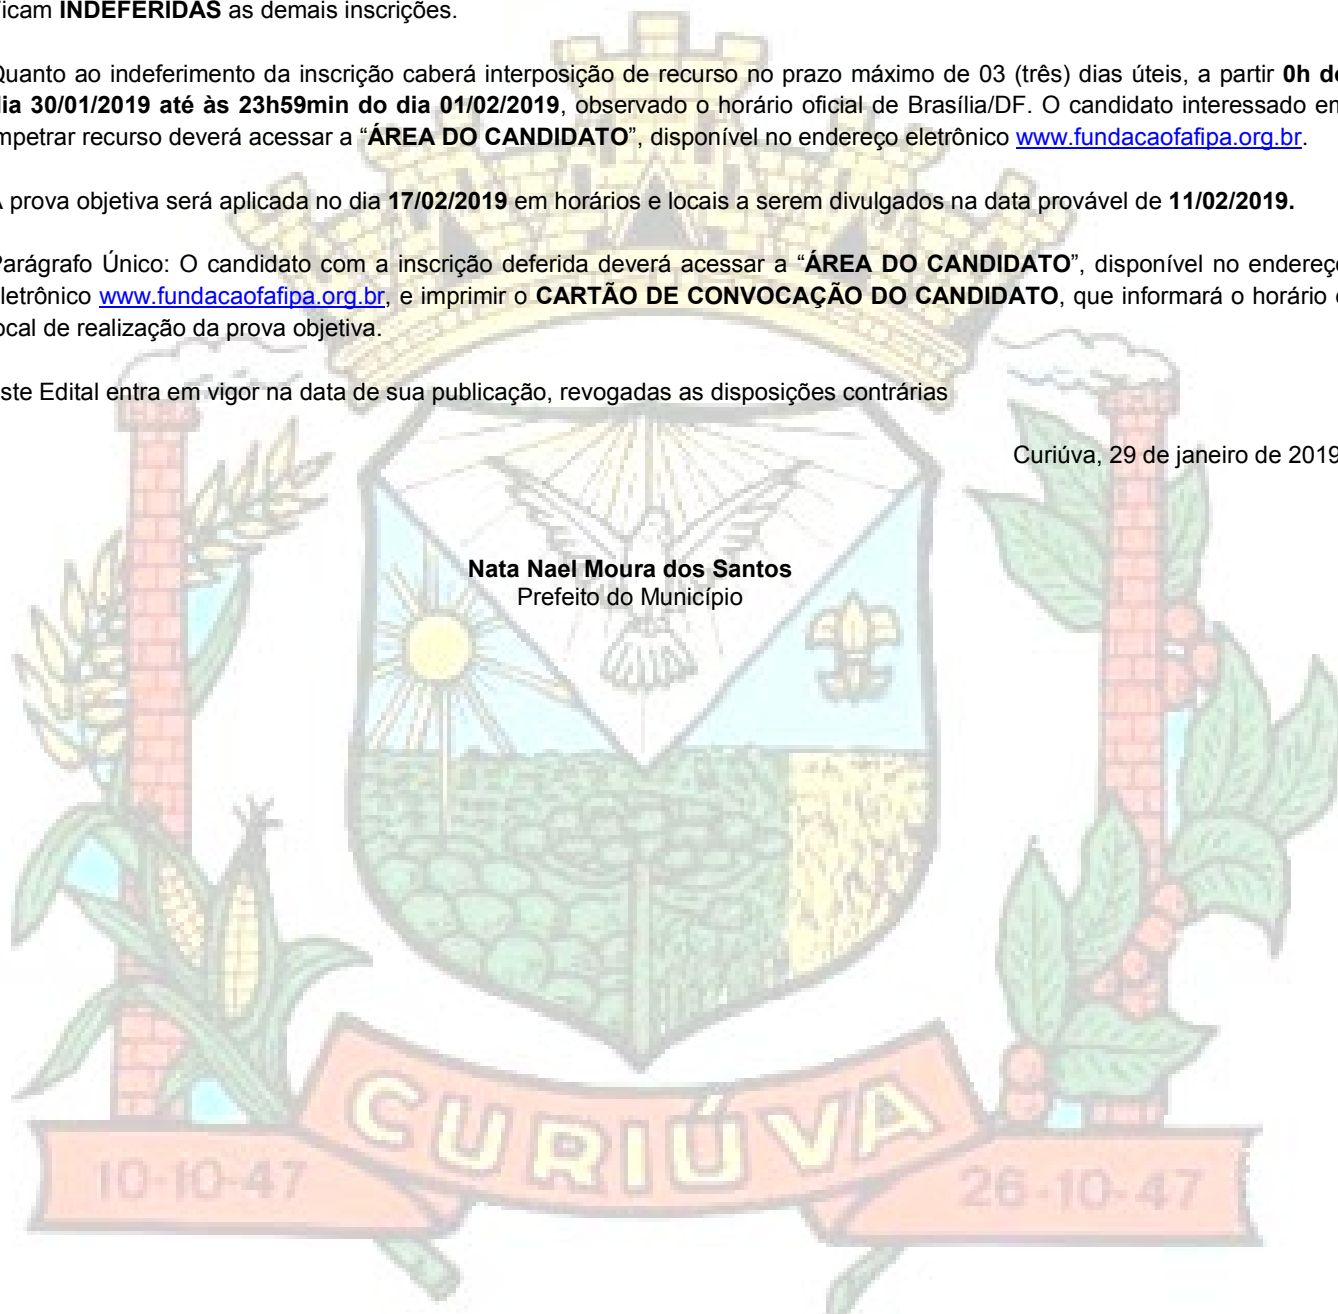 ficam INDEFERIDAS as demais inscrições.
Quanto ao indeferimento da inscrição caberá interposição de recurso no prazo máximo de 03 (três) dias úteis, a partir 0h do
dia 30/01/2019 até às 23h59min do dia 01/02/2019, observado o horário oficial de Brasília/DF. O candidato interessado em
impetrar recurso deverá acessar a “ÁREA DO CANDIDATO”, disponível no endereço eletrônico www.fundacaofafipa.org.br.
A prova objetiva será aplicada no dia 17/02/2019 em horários e locais a serem divulgados na data provável de 11/02/2019.
Parágrafo Único: O candidato com a inscrição deferida deverá acessar a “ÁREA DO CANDIDATO”, disponível no endereço
eletrônico www.fundacaofafipa.org.br, e imprimir o CARTÃO DE CONVOCAÇÃO DO CANDIDATO, que informará o horário e
local de realização da prova objetiva.
Este Edital entra em vigor na data de sua publicação, revogadas as disposições contrárias
Curiúva, 29 de janeiro de 2019
Nata Nael Moura dos Santos
Prefeito do Município
CURIÚVA
10-10-47
26-10-47